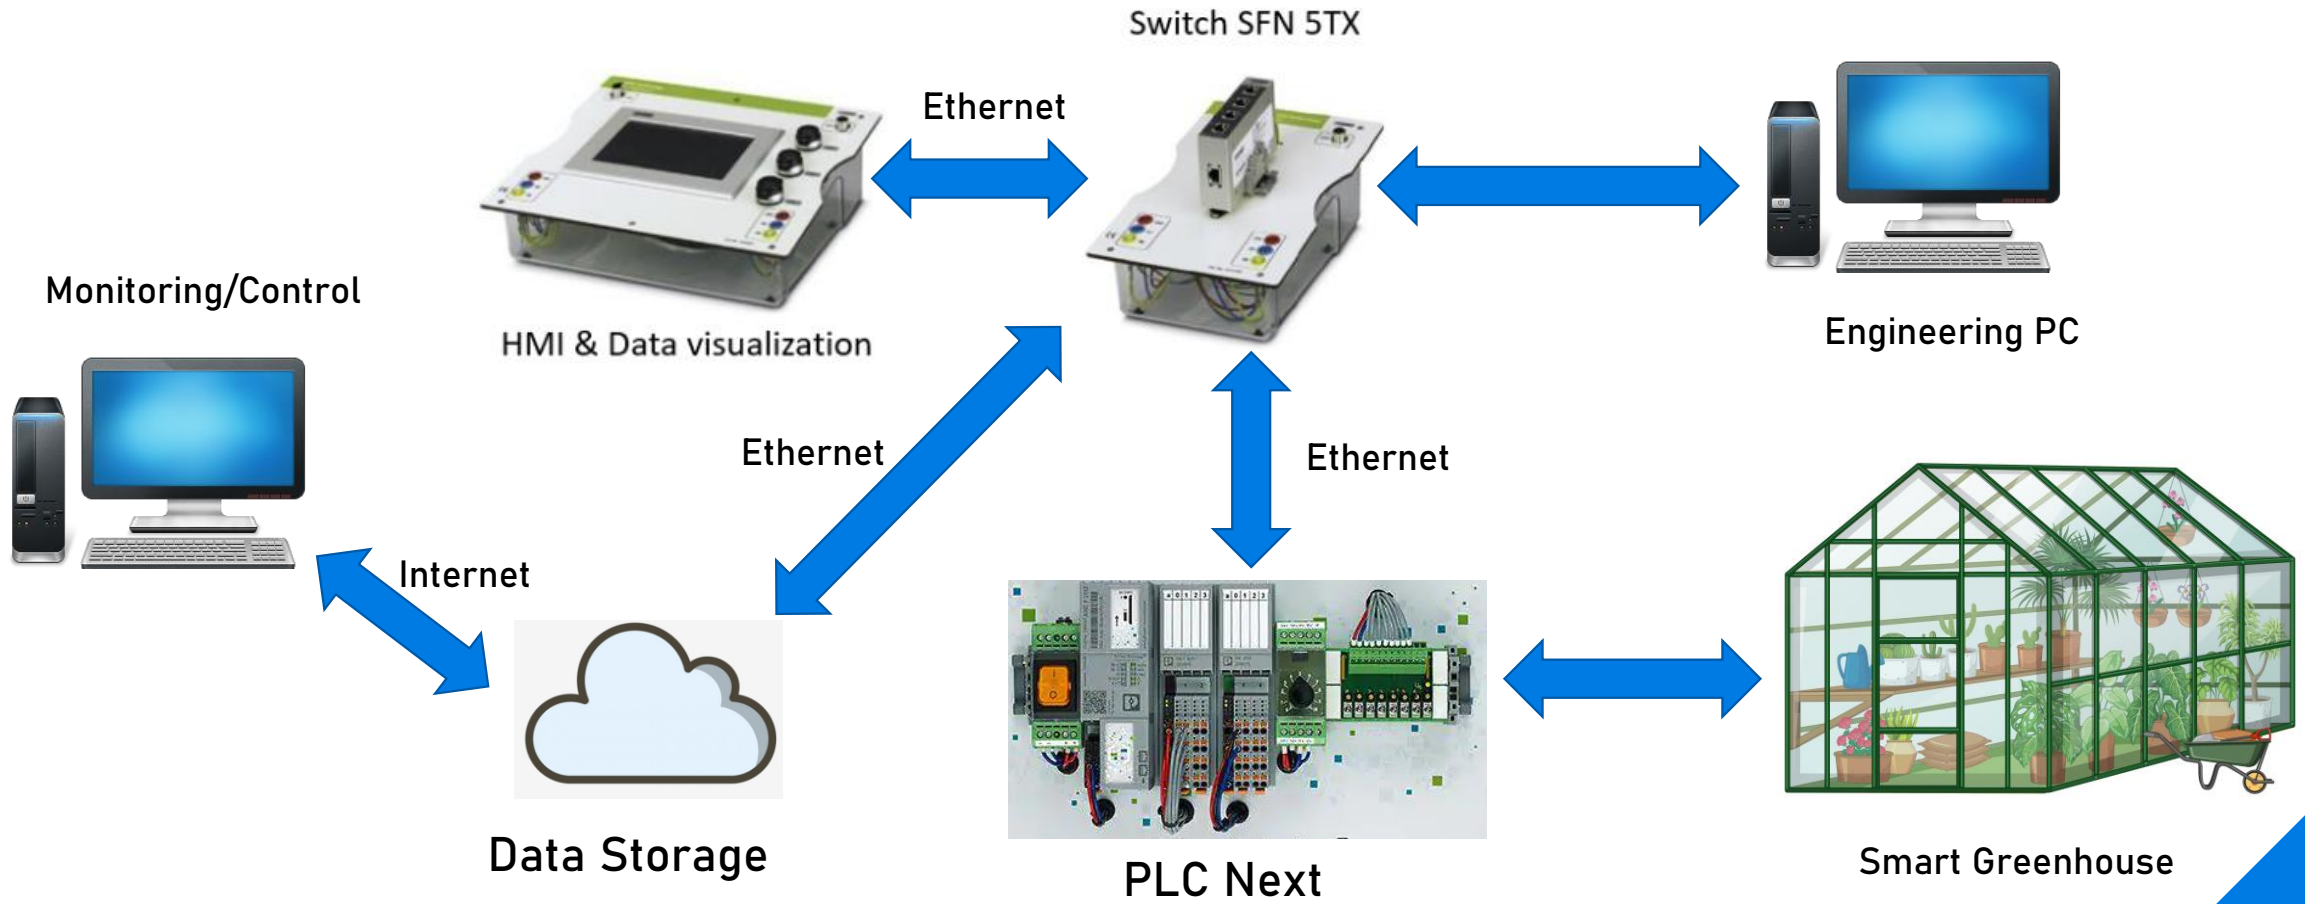 Switch SFN 5TX
Ethernet
Monitoring/Control
HMI & Data visualization
Engineering PC
Ethernet
Ethernet
Internet
Data Storage
PLC Next
Smart Greenhouse